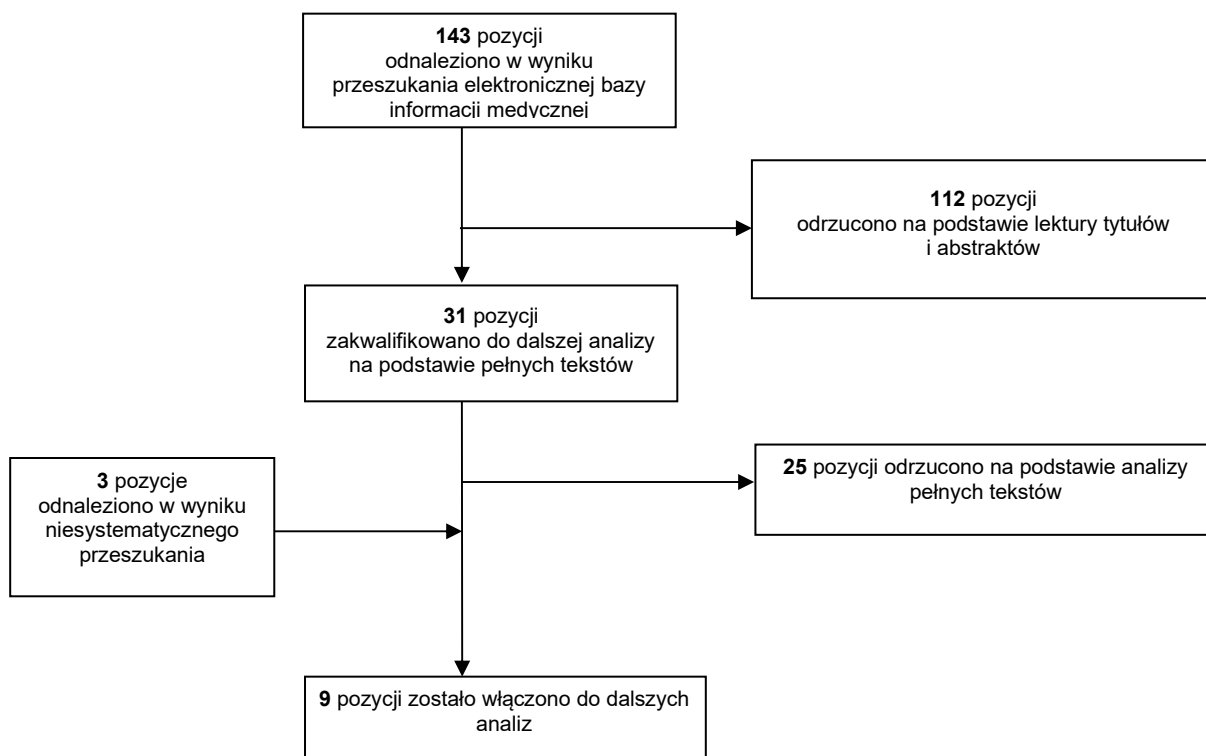 143 pozycji
odnaleziono w wyniku
przeszukania elektronicznej bazy
informacji medycznej
112 pozycji
odrzucono na podstawie lektury tytułów
i abstraktów
31 pozycji
zakwalifikowano do dalszej analizy
na podstawie pełnych tekstów
3 pozycje
odnaleziono w wyniku
niesystematycznego
przeszukania
25 pozycji odrzucono na podstawie analizy
pełnych tekstów
9 pozycji zostało włączono do dalszych
analiz